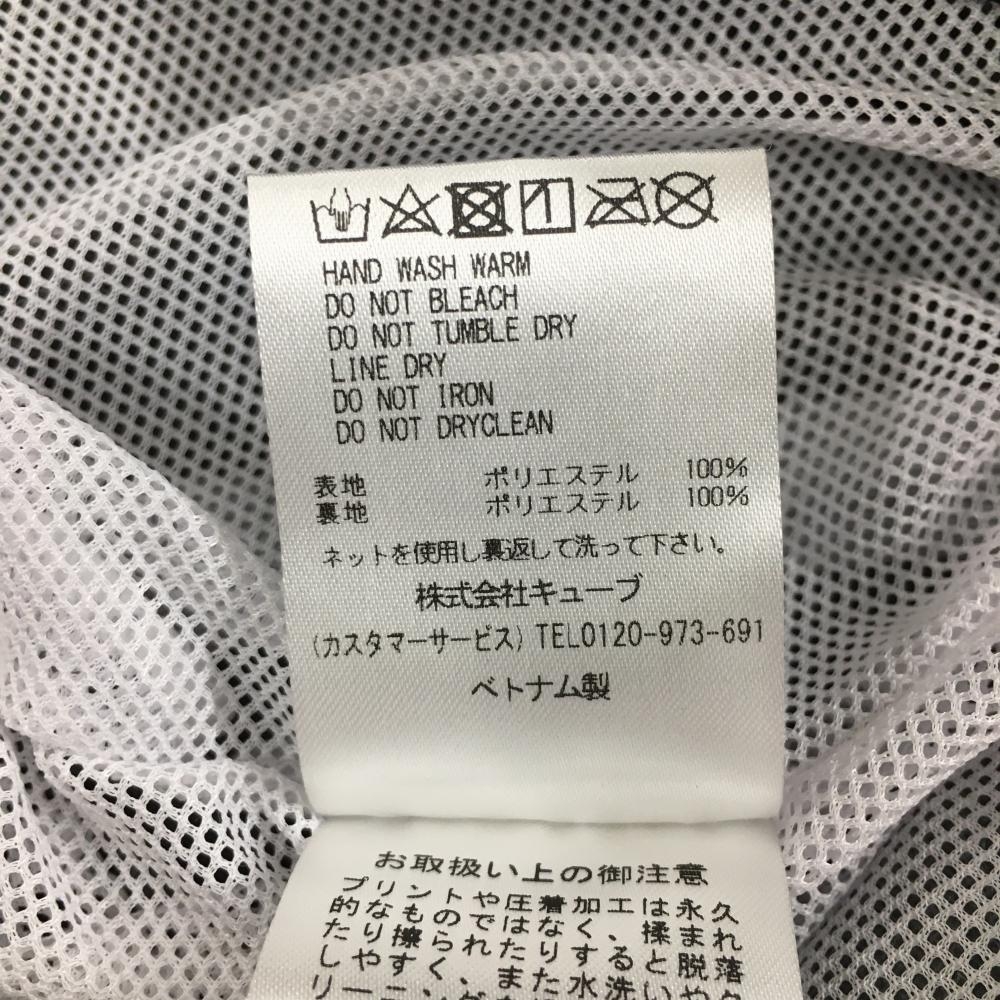 HAND WASH WARM
DO NOT BLEACH
DO NOT TUMBLE DRY
LINE DRY
DO NOT IRON
DO NOT DRYCLEAN
表地 ポリエステル 100%
裏地 ポリエステル 100%
ネットを使用し裏返して洗って下さい。
株式会社キューブ
(カスタマーサービス) TEL0120-973-691
ベトナム製
お取扱い上の御注意
プリントや圧着加工は永久
的なものではなく、揉まれ
たり擦られたりすると脱落
しやすく、また水洗いや
リーニング